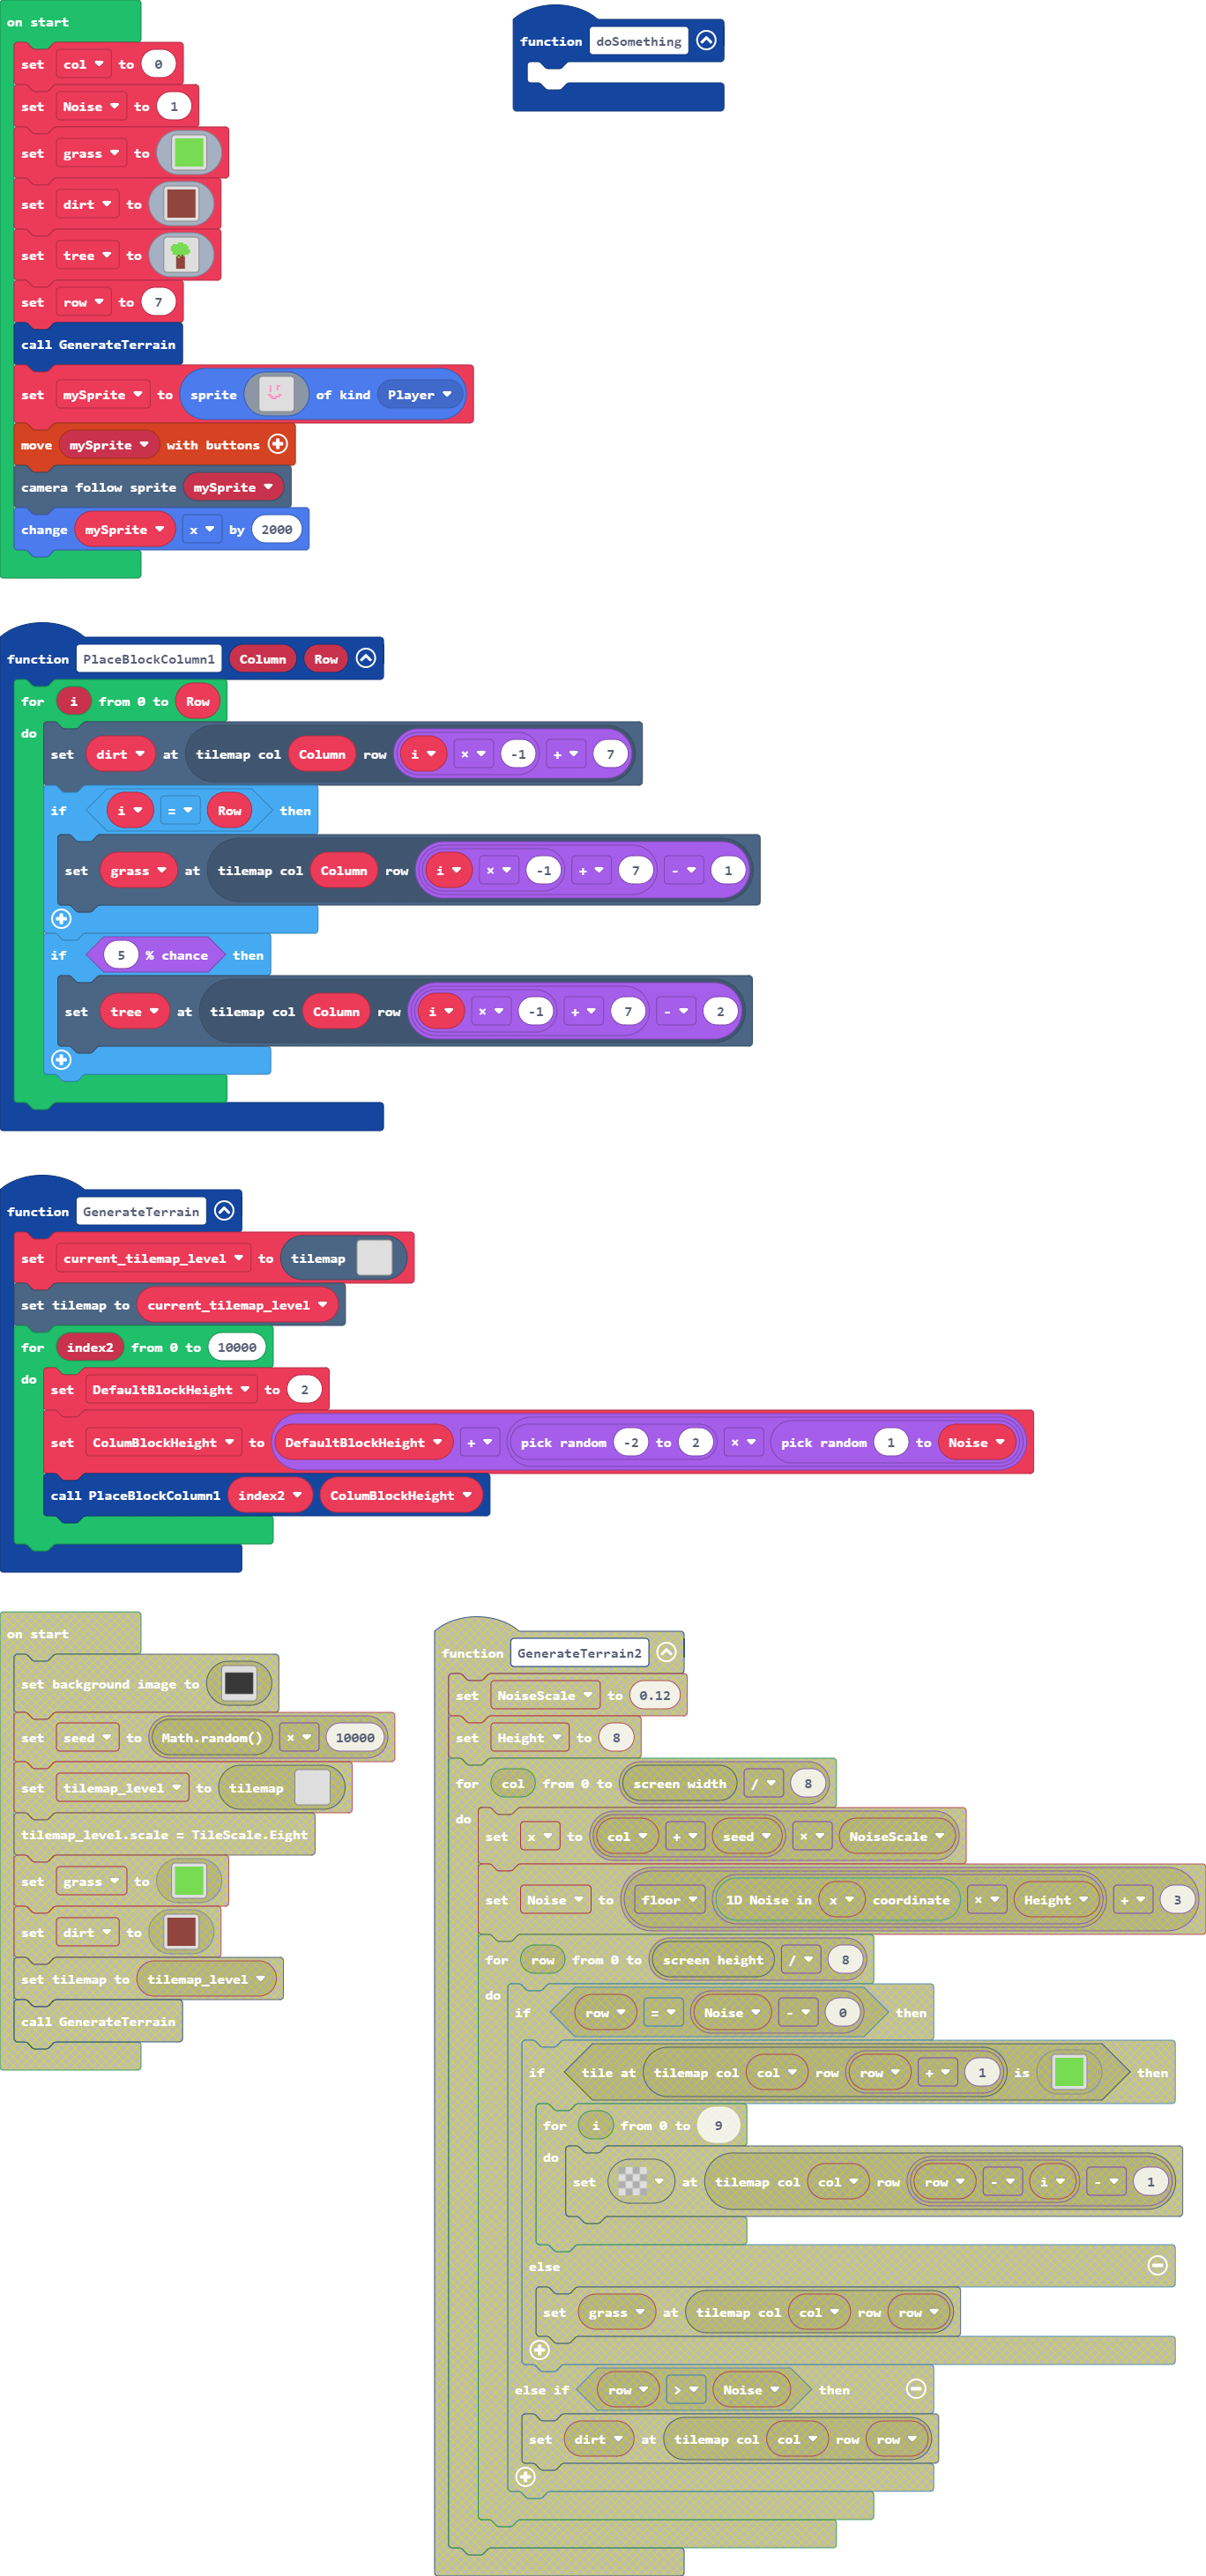 on start
set col to 0
set Noise to 1
set grass to
set dirt to
set tree to
set row to 7
call GenerateTerrain
set mySprite to sprite of kind Player
move mySprite with buttons
camera follow sprite mySprite
change mySprite x by 2000
function doSomething
function PlaceBlockColumn1 Column Row
for i from 0 to Row
do
set dirt at tilemap col Column row i × -1 + 7
if i = Row then
set grass at tilemap col Column row i × -1 + 7 - 1
if 5 % chance then
set tree at tilemap col Column row i × -1 + 7 - 2
function GenerateTerrain
set current_tilemap_level to tilemap
set tilemap to current_tilemap_level
for index2 from 0 to 10000
do
set DefaultBlockHeight to 2
set ColumBlockHeight to DefaultBlockHeight + pick random -2 to 2 × pick random 1 to Noise
call PlaceBlockColumn1 index2 ColumBlockHeight
on start
set background image to
set seed to Math.random() × 10000
set tilemap_level to tilemap
tilemap_level.scale = TileScale.Eight
set grass to
set dirt to
set tilemap to tilemap_level
call GenerateTerrain
function GenerateTerrain2
set NoiseScale to 0.12
set Height to 8
for col from 0 to screen width / 8
do
set x to col + seed × NoiseScale
set Noise to floor 1D Noise in x coordinate × Height + 3
for row from 0 to screen height / 8
do
if row = Noise - 0 then
if tile at tilemap col col row row + 1 is then
for i from 0 to 9
do
set at tilemap col col row row - i - 1
else
set grass at tilemap col col row row
else if row > Noise then
set dirt at tilemap col col row row